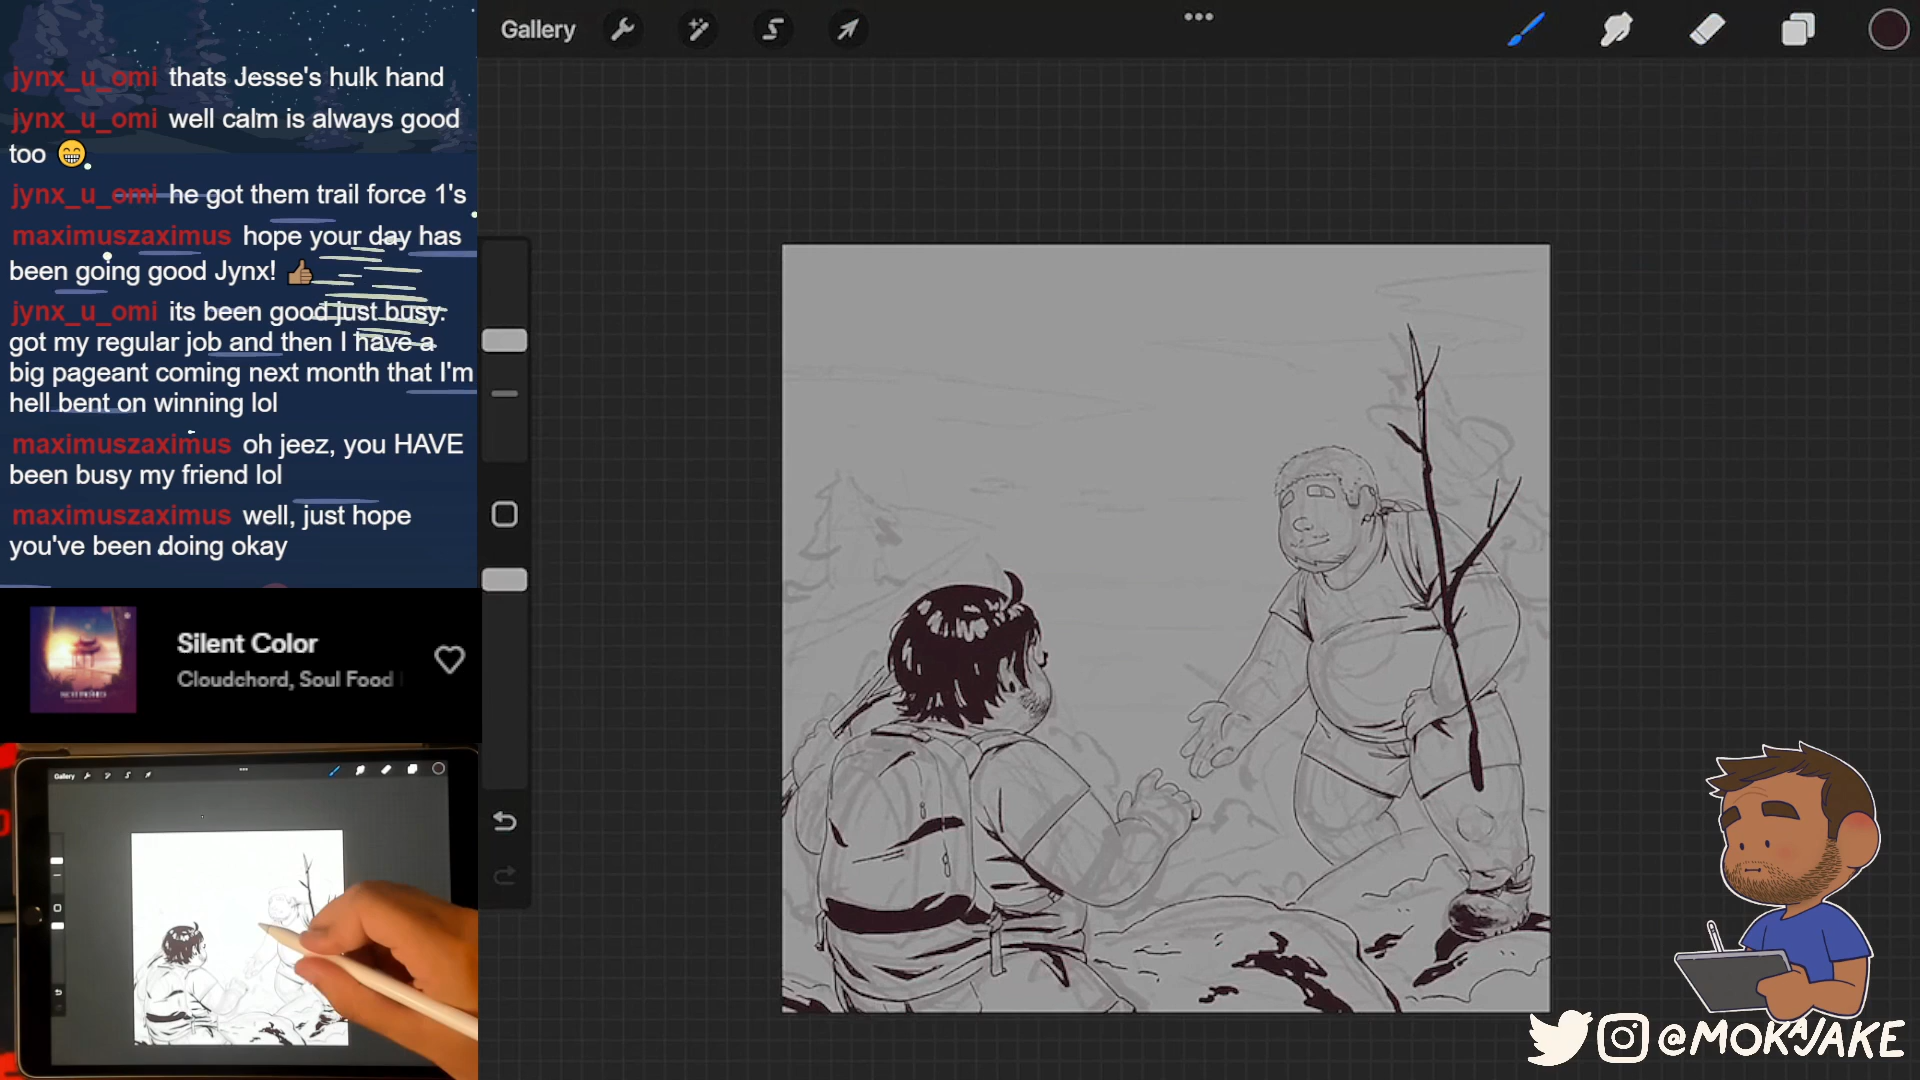 jynx_u_omi thats Jesse's hulk hand
jynx_u_omi well calm is always good
too 😁
jynx_u_omi he got them trail force 1's
maximuszaximus hope your day has
been going good Jynx! 👍🏽
jynx_u_omi its been good just busy.
got my regular job and then I have a
big pageant coming next month that I'm
hell bent on winning lol
maximuszaximus oh jeez, you HAVE
been busy my friend lol
maximuszaximus well, just hope
you've been doing okay
Silent Color
Cloudchord, Soul Food
Gallery
Gallery
@MOKAJAKE